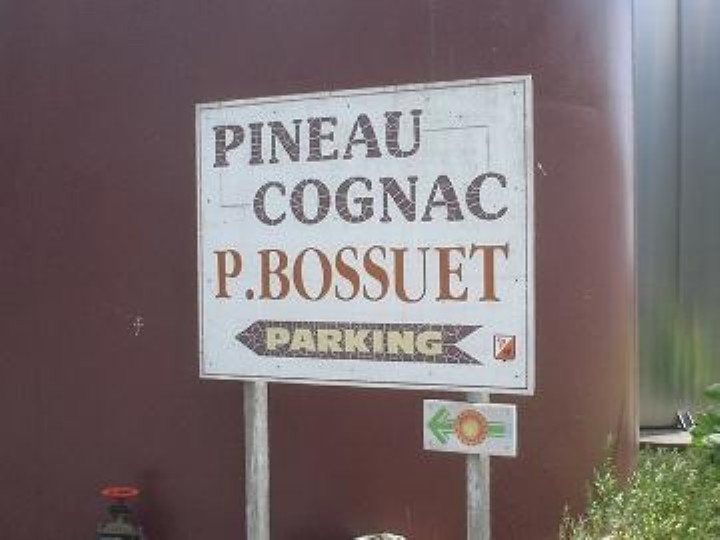 PINEAU
COGNAC
P.BOSSUET
PARKING